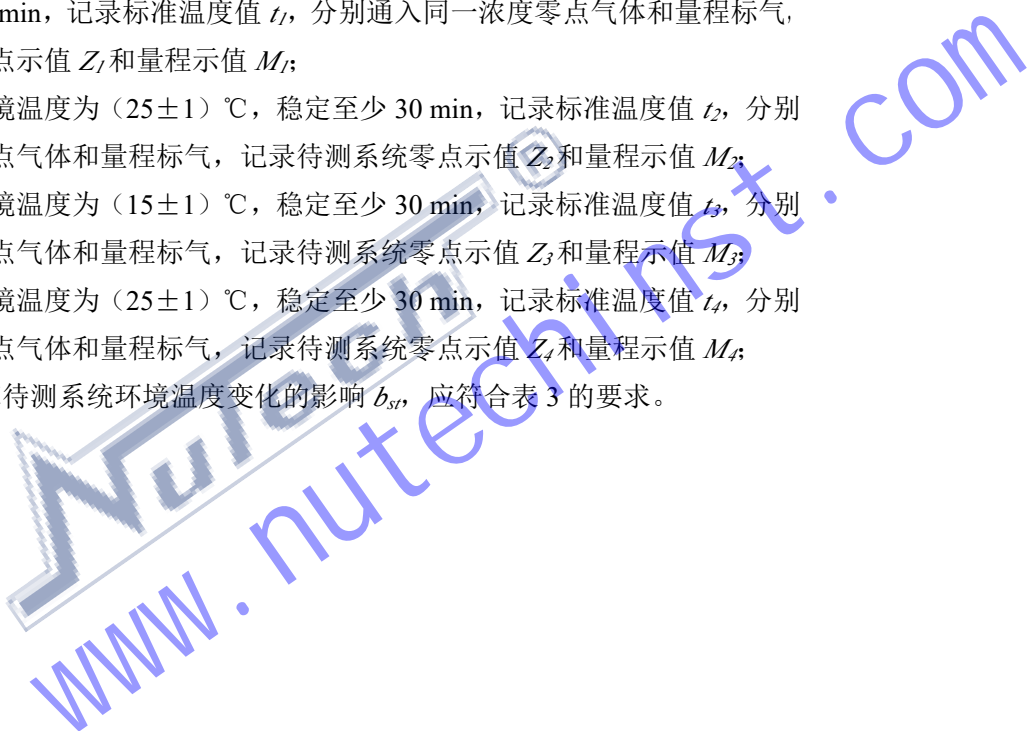 min，记录标准温度值 t1，分别通入同一浓度零点气体和量程标气，
点示值 Z1 和量程示值 M1；
境温度为（25±1）℃，稳定至少 30 min，记录标准温度值 t2，分别
点气体和量程标气，记录待测系统零点示值 Z2 和量程示值 M2；
境温度为（15±1）℃，稳定至少 30 min，记录标准温度值 t3，分别
点气体和量程标气，记录待测系统零点示值 Z3 和量程示值 M3；
境温度为（25±1）℃，稳定至少 30 min，记录标准温度值 t4，分别
点气体和量程标气，记录待测系统零点示值 Z4 和量程示值 M4；
待测系统环境温度变化的影响 bst，应符合表 3 的要求。
NuTech®
www.nutechinst.com